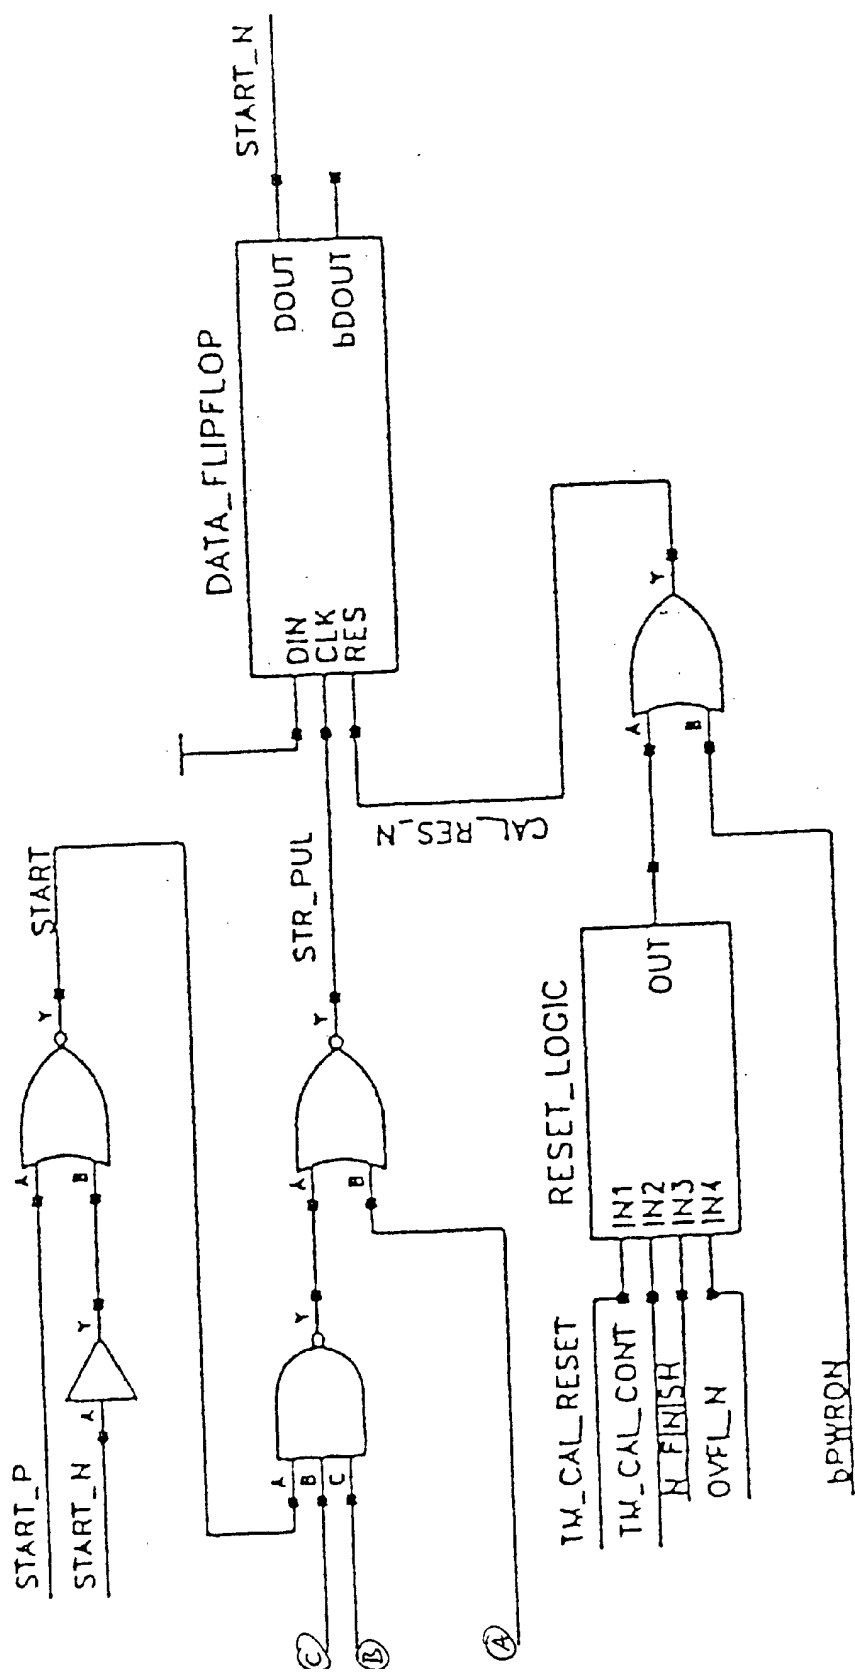 START_P
START_N
A
Y
A
B
Y
START
C
B
A
A
B
C
Y
A
B
Y
STR_PUL
DATA_FLIPFLOP
DIN
CLK
RES
DOUT
bDOUT
START_N
CAL_RES_N
TM_CAL_RESET
TM_CAL_CONT
N_FINISH
OVFL_N
RESET_LOGIC
IN1
IN2
IN3
IN4
OUT
A
B
Y
bPWRON